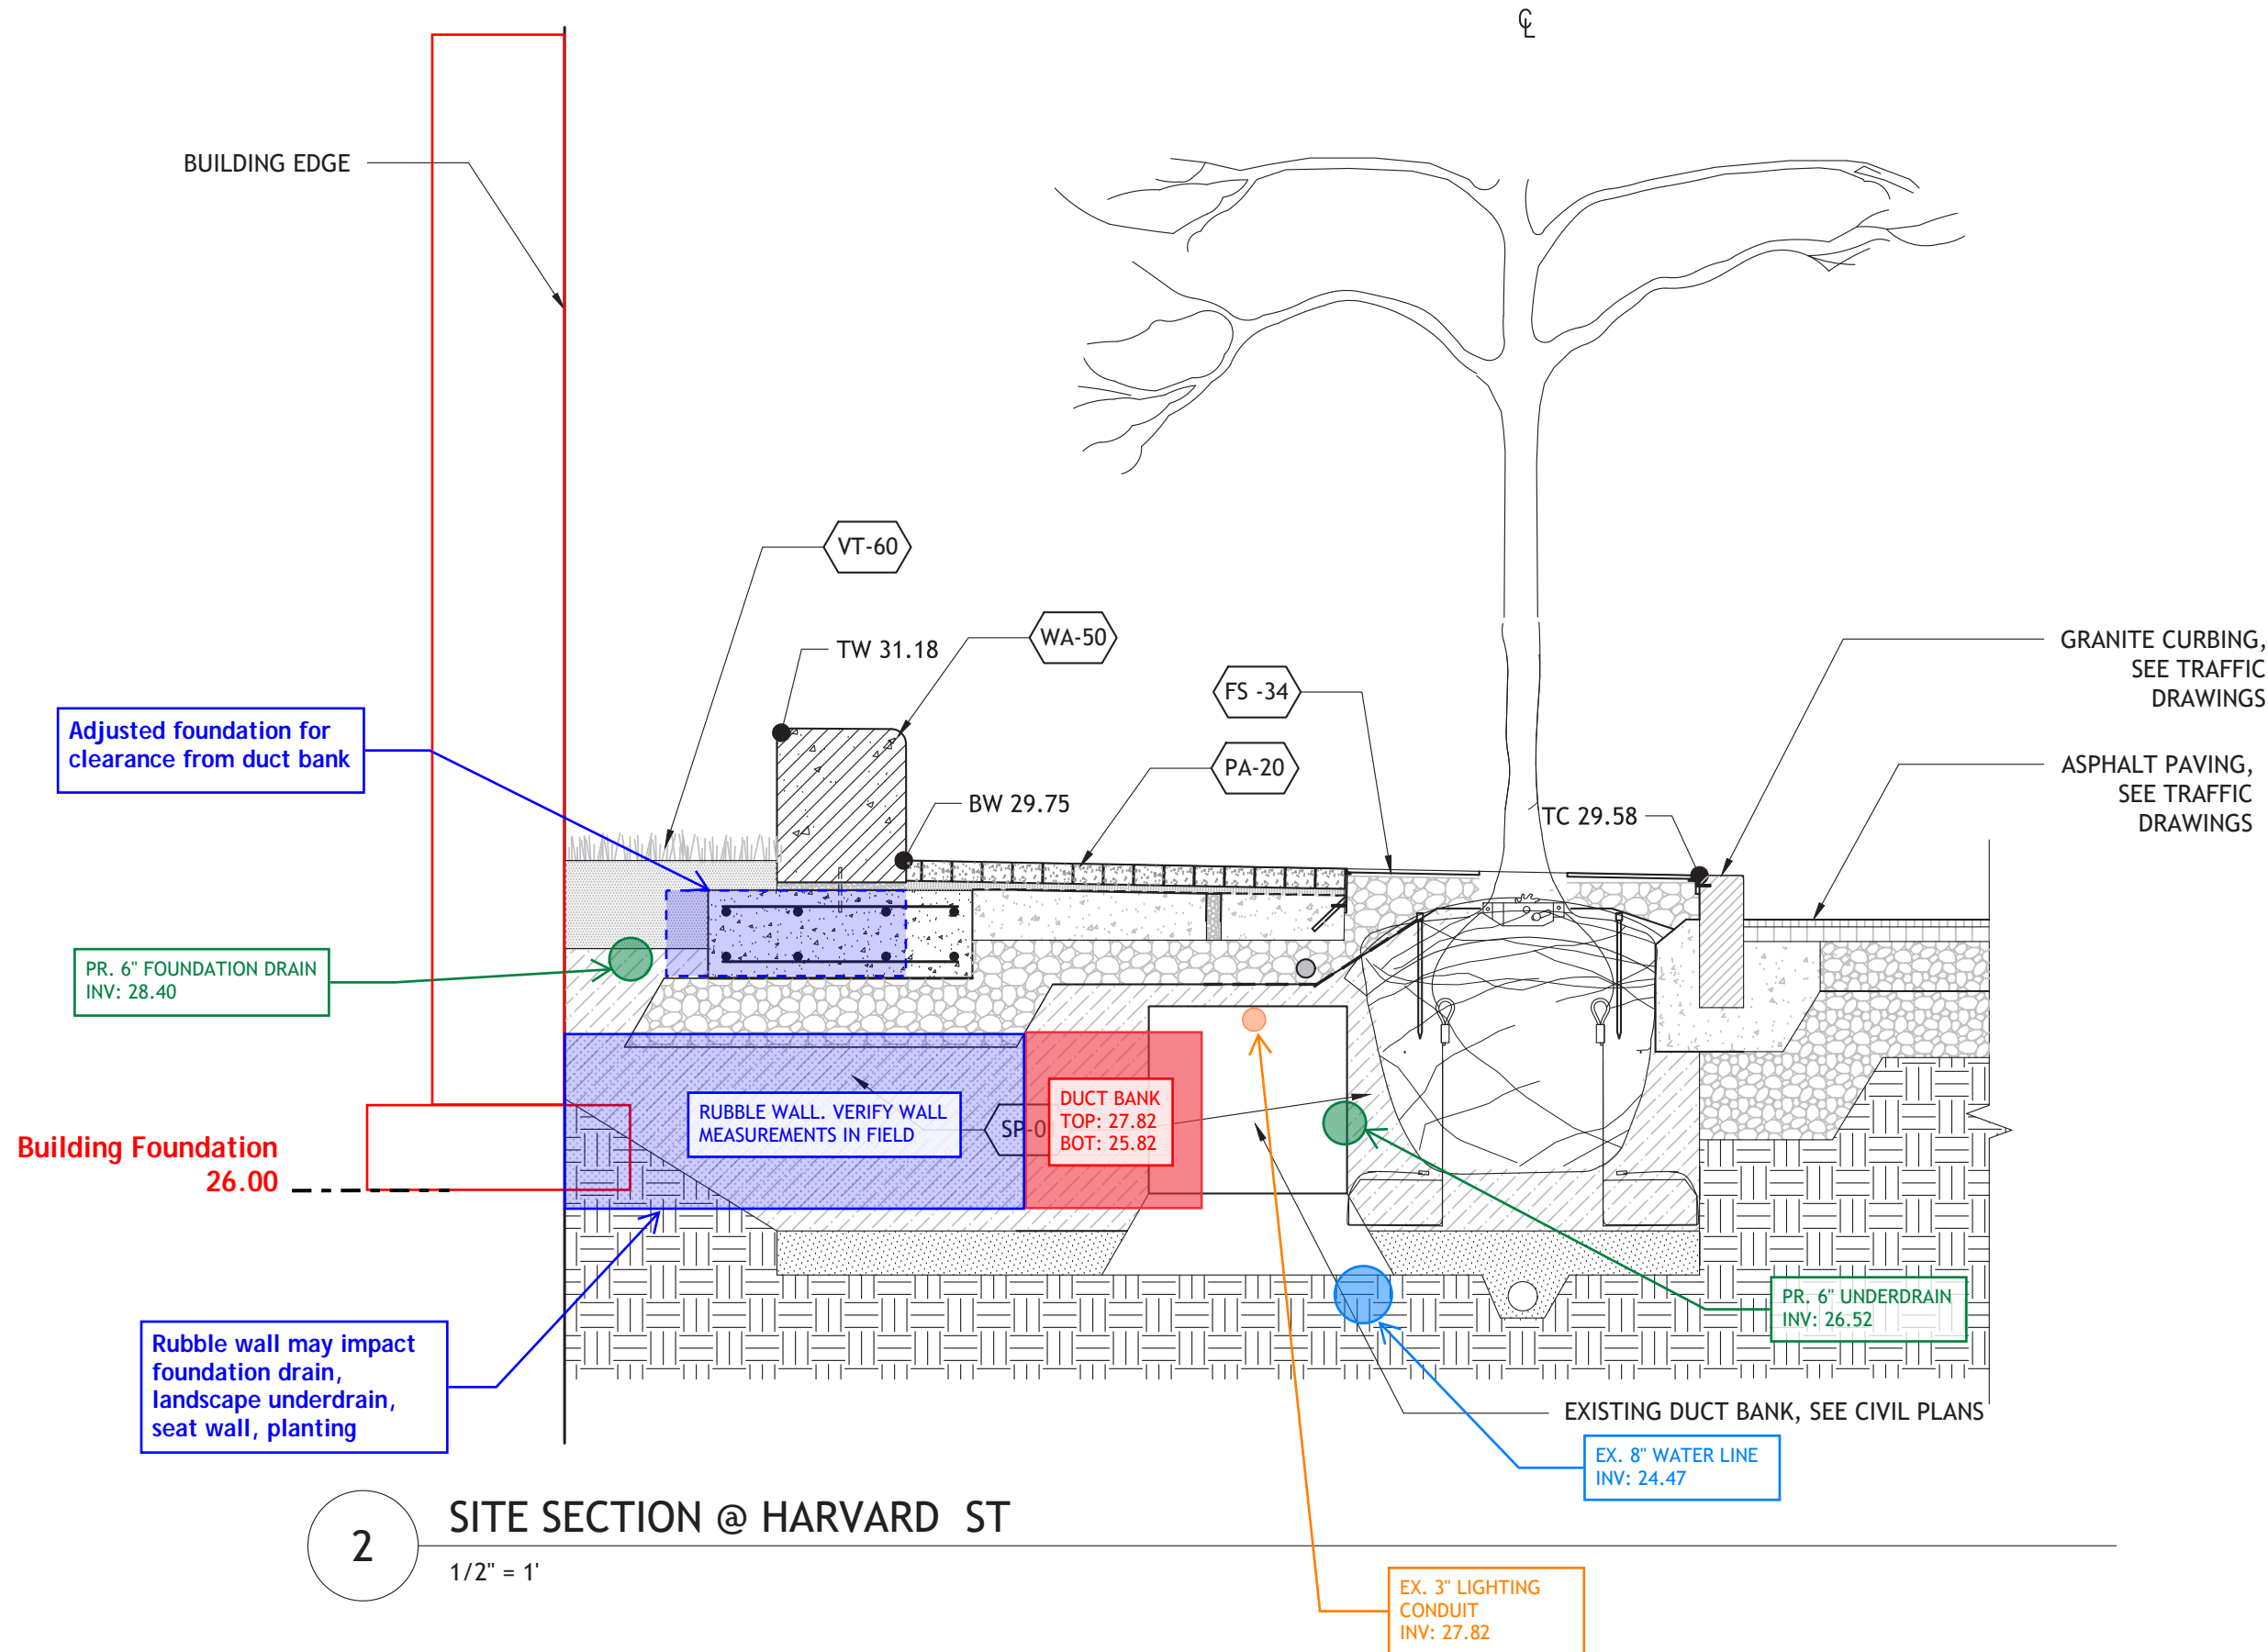 ℄
BUILDING EDGE
VT-60
WA-50
TW 31.18
GRANITE CURBING,
SEE TRAFFIC
DRAWINGS
FS -34
Adjusted foundation for
clearance from duct bank
PA-20
ASPHALT PAVING,
SEE TRAFFIC
DRAWINGS
BW 29.75
TC 29.58
PR. 6" FOUNDATION DRAIN
INV: 28.40
RUBBLE WALL. VERIFY WALL
MEASUREMENTS IN FIELD
SP-0
DUCT BANK
TOP: 27.82
BOT: 25.82
Building Foundation
26.00
PR. 6" UNDERDRAIN
INV: 26.52
Rubble wall may impact
foundation drain,
landscape underdrain,
seat wall, planting
EXISTING DUCT BANK, SEE CIVIL PLANS
EX. 8" WATER LINE
INV: 24.47
2
SITE SECTION @ HARVARD ST
1/2" = 1'
EX. 3" LIGHTING
CONDUIT
INV: 27.82